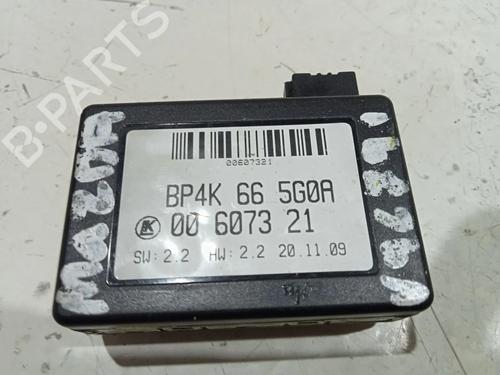 B-PARTS
00607321
BP4K 66 5G0A
K 00 6073 21
SW: 2.2 HW: 2.2 20.11.09